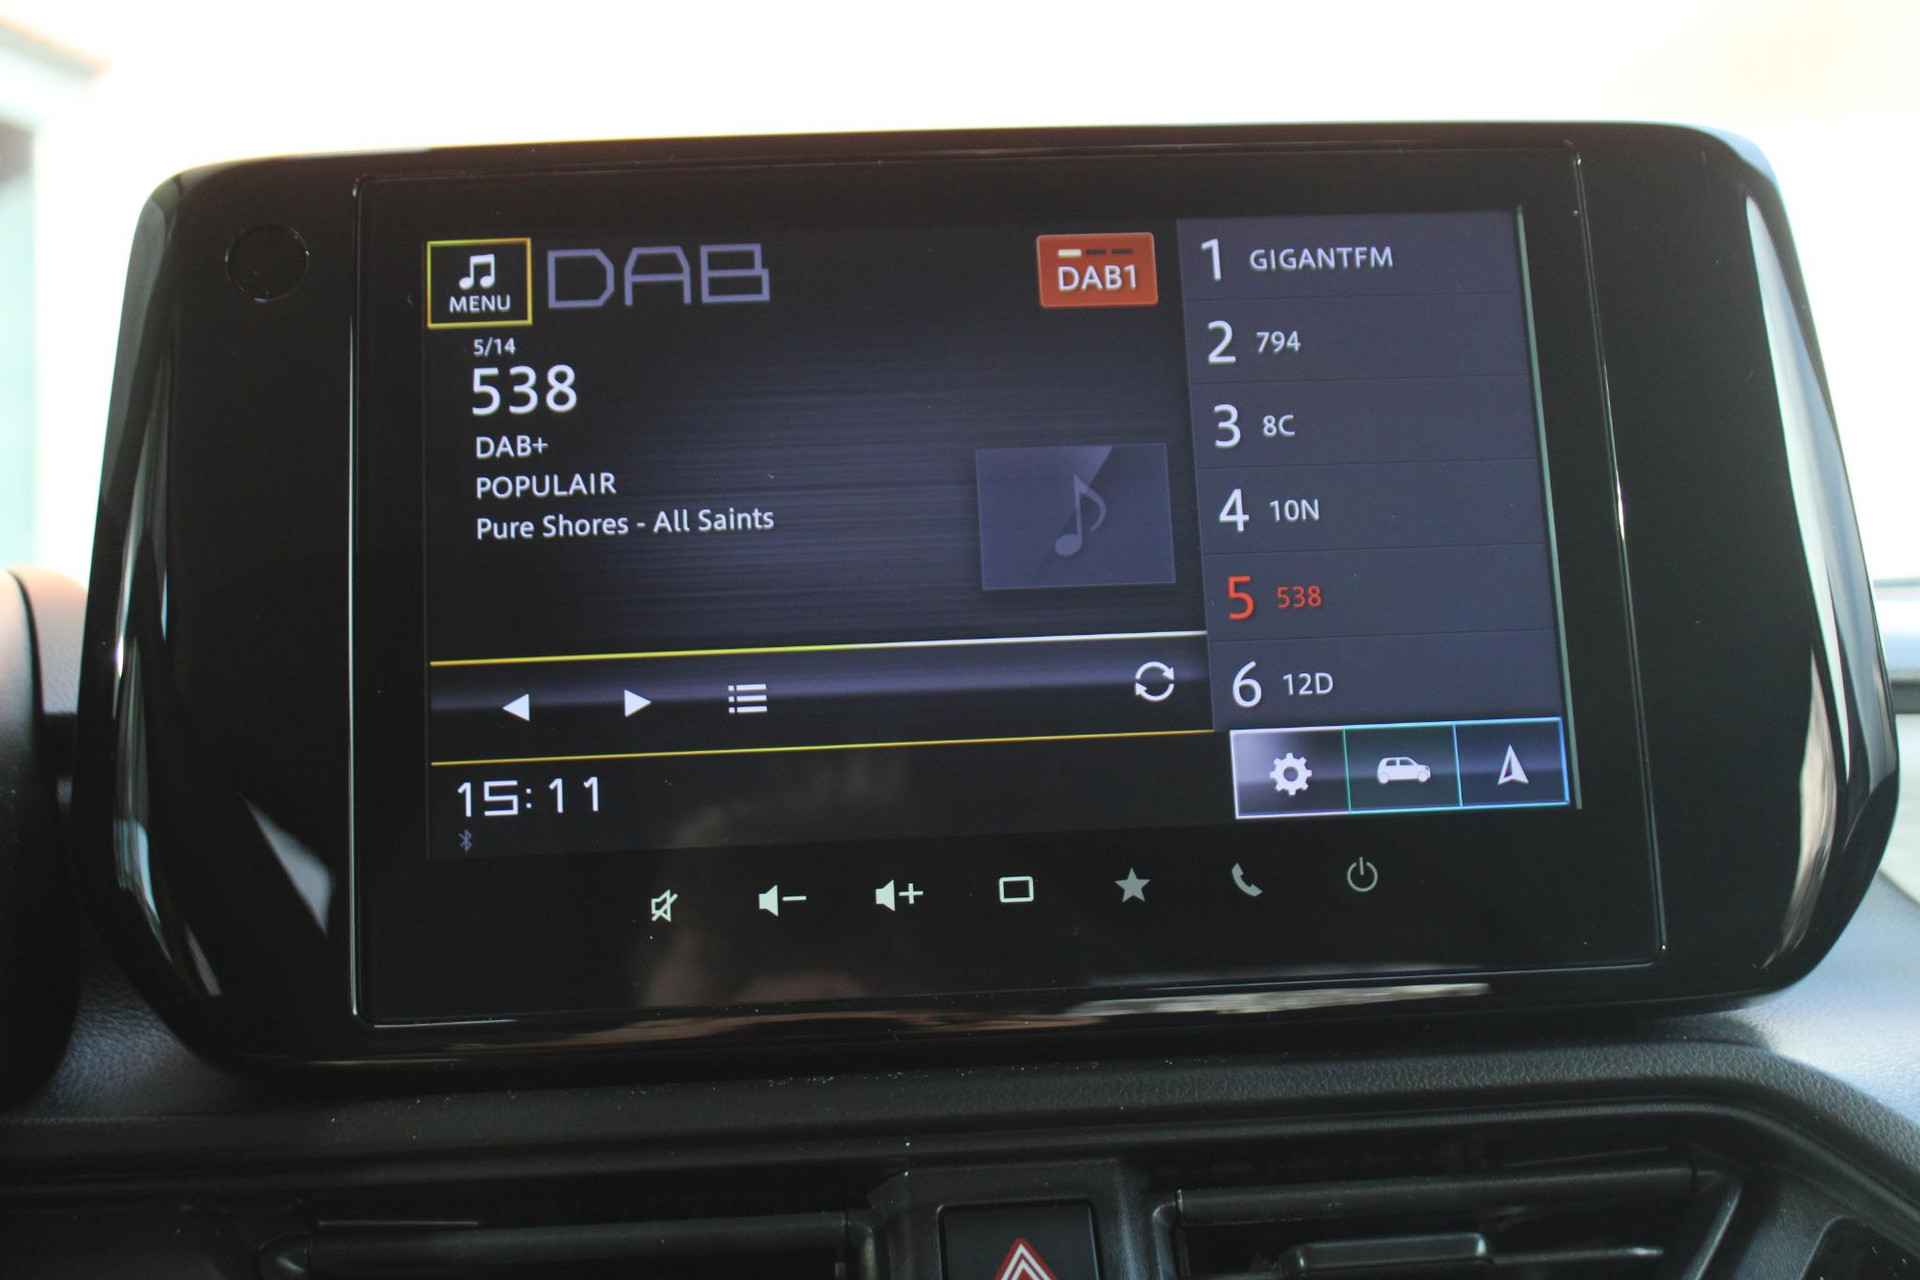 MENU
DAB
DAB1
5/14
538
DAB+
POPULAIR
Pure Shores - All Saints
1 GIGANTFM
2 794
3 8C
4 10N
5 538
6 12D
15:11